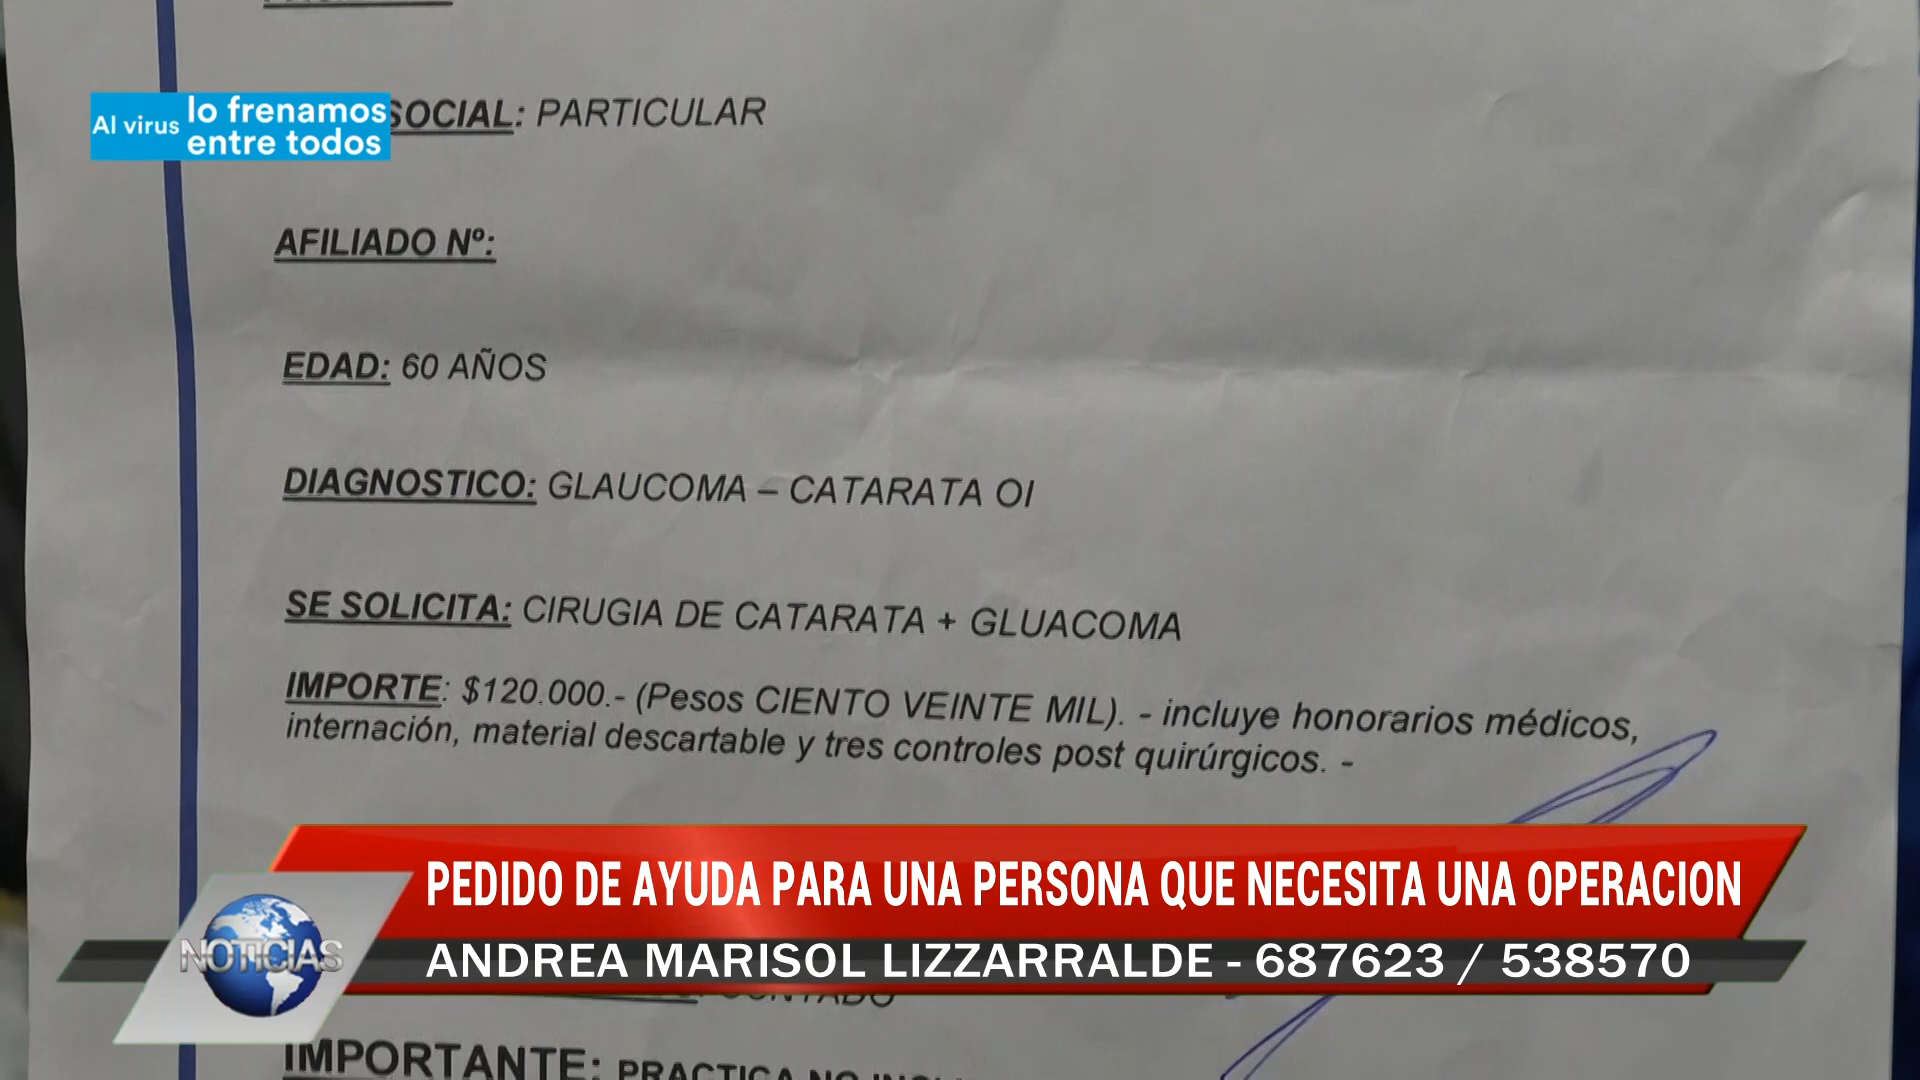 Al virus lo frenamos
entre todos
SOCIAL: PARTICULAR
AFILIADO Nº:
EDAD: 60 AÑOS
DIAGNOSTICO: GLAUCOMA – CATARATA OI
SE SOLICITA: CIRUGIA DE CATARATA + GLUACOMA
IMPORTE: $120.000.- (Pesos CIENTO VEINTE MIL). - incluye honorarios médicos,
internación, material descartable y tres controles post quirúrgicos. -
PEDIDO DE AYUDA PARA UNA PERSONA QUE NECESITA UNA OPERACION
NOTICIAS
ANDREA MARISOL LIZZARRALDE - 687623 / 538570
CONTADO
IMPORTANTE: PRACTICA NO